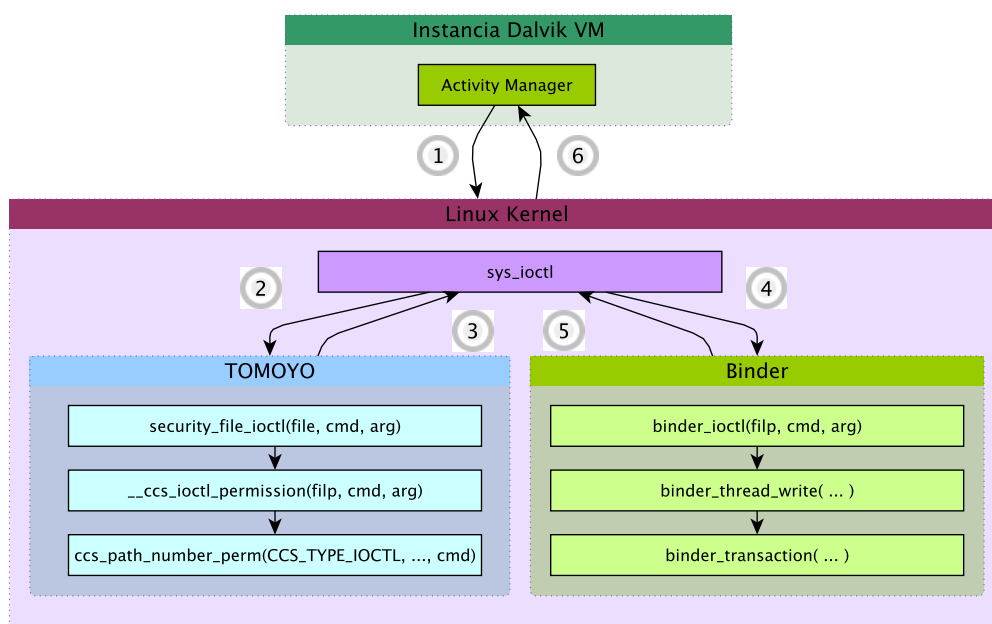 Instancia Dalvik VM
Activity Manager
1
6
Linux Kernel
sys_ioctl
2
3
5
4
TOMOYO
security_file_ioctl(file, cmd, arg)
__ccs_ioctl_permission(filp, cmd, arg)
ccs_path_number_perm(CCS_TYPE_IOCTL, ..., cmd)
Binder
binder_ioctl(filp, cmd, arg)
binder_thread_write( ... )
binder_transaction( ... )